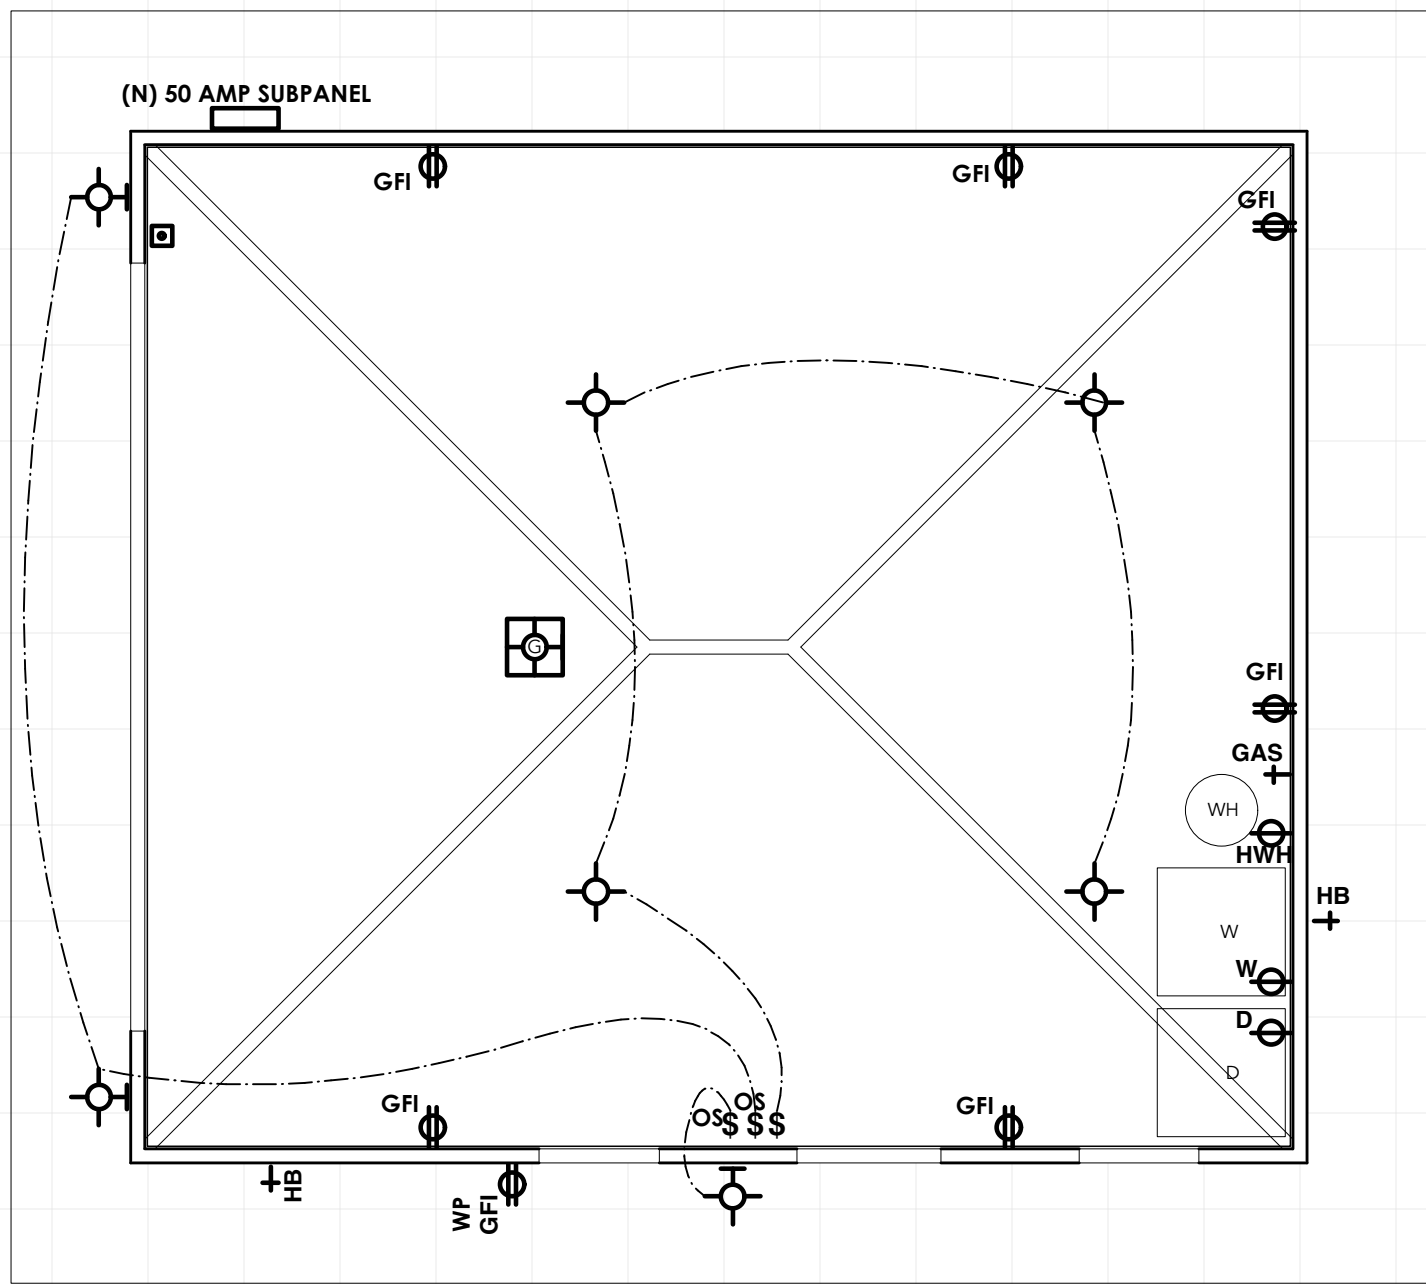 (N) 50 AMP SUBPANEL
GFI
GFI
GFI
G
GFI
GAS
WH
HWH
HB
W
W
D
D
GFI
OS
OS
GFI
$ $ $
HB
WP
GFI